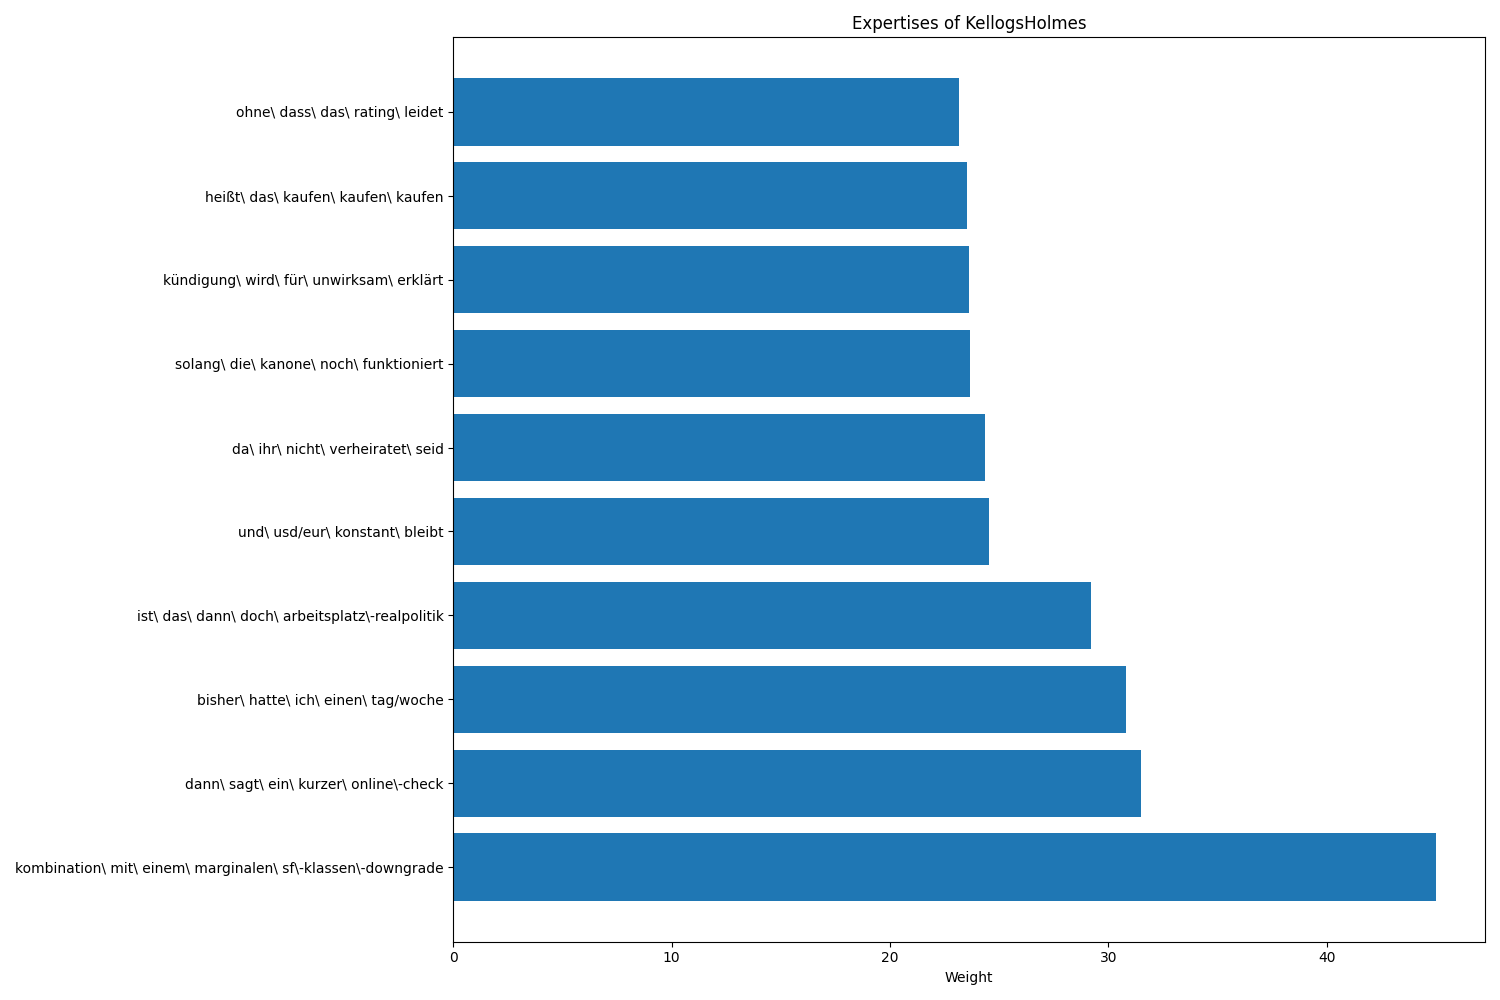 Expertises of KellogsHolmes
ohne\ dass\ das\ rating\ leidet
heißt\ das\ kaufen\ kaufen\ kaufen
kündigung\ wird\ für\ unwirksam\ erklärt
solang\ die\ kanone\ noch\ funktioniert
da\ ihr\ nicht\ verheiratet\ seid
und\ usd/eur\ konstant\ bleibt
ist\ das\ dann\ doch\ arbeitsplatz\-realpolitik
bisher\ hatte\ ich\ einen\ tag/woche
dann\ sagt\ ein\ kurzer\ online\-check
kombination\ mit\ einem\ marginalen\ sf\-klassen\-downgrade
0 10 20 30 40
Weight